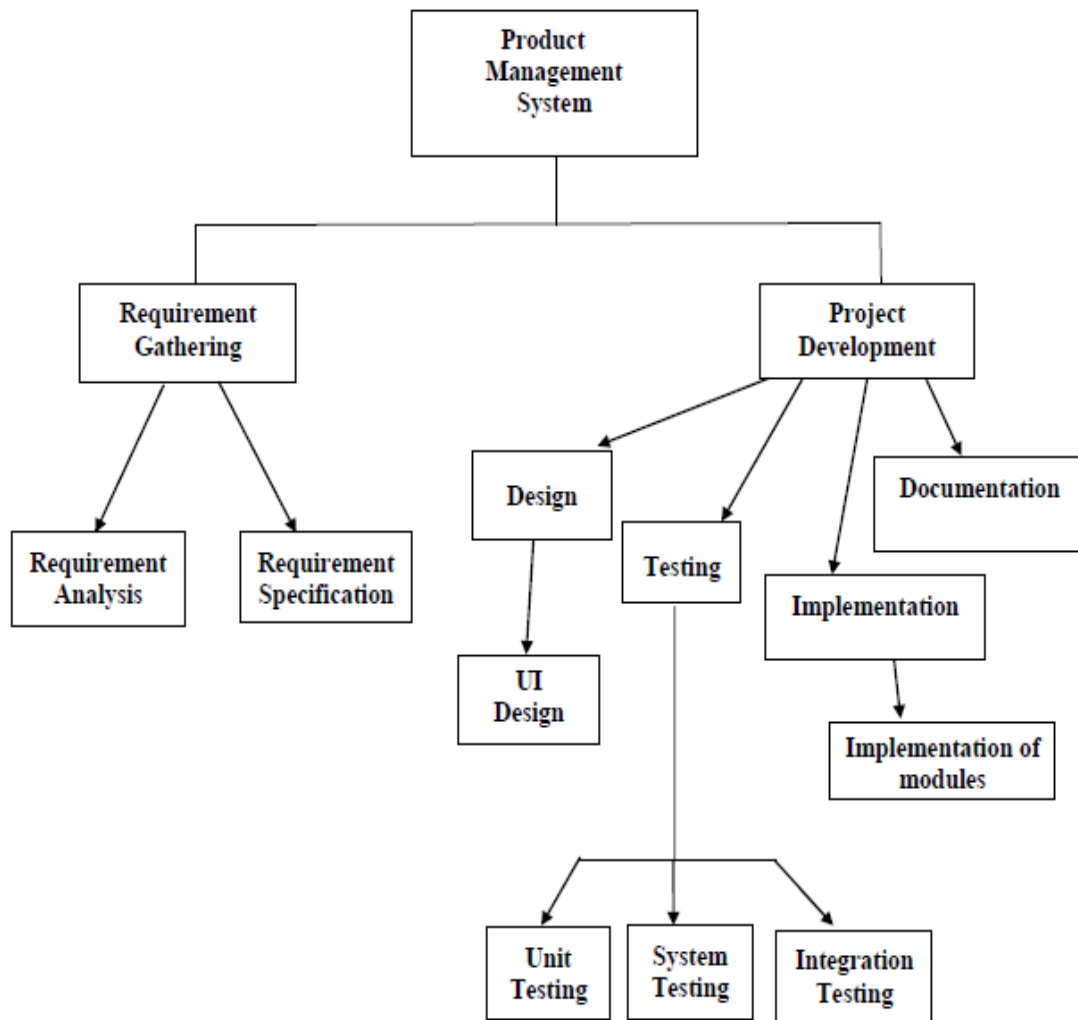 Product
Management
System
Requirement
Gathering
Project
Development
Design
Documentation
Testing
Requirement
Analysis
Requirement
Specification
Implementation
UI
Design
Implementation of
modules
Unit
Testing
System
Testing
Integration
Testing